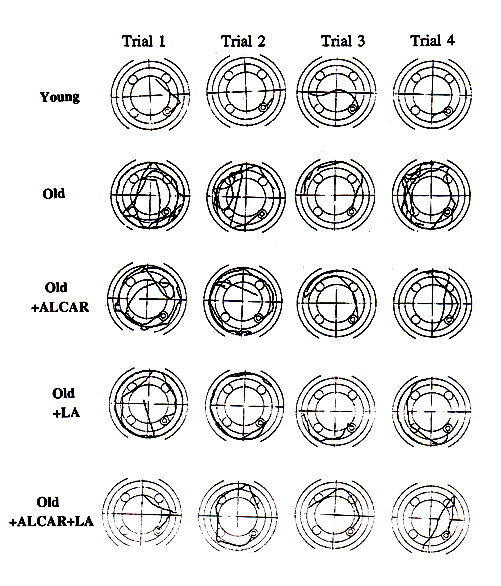 Trial 1 Trial 2 Trial 3 Trial 4
Young
Old
Old
+ALCAR
Old
+LA
Old
+ALCAR+LA